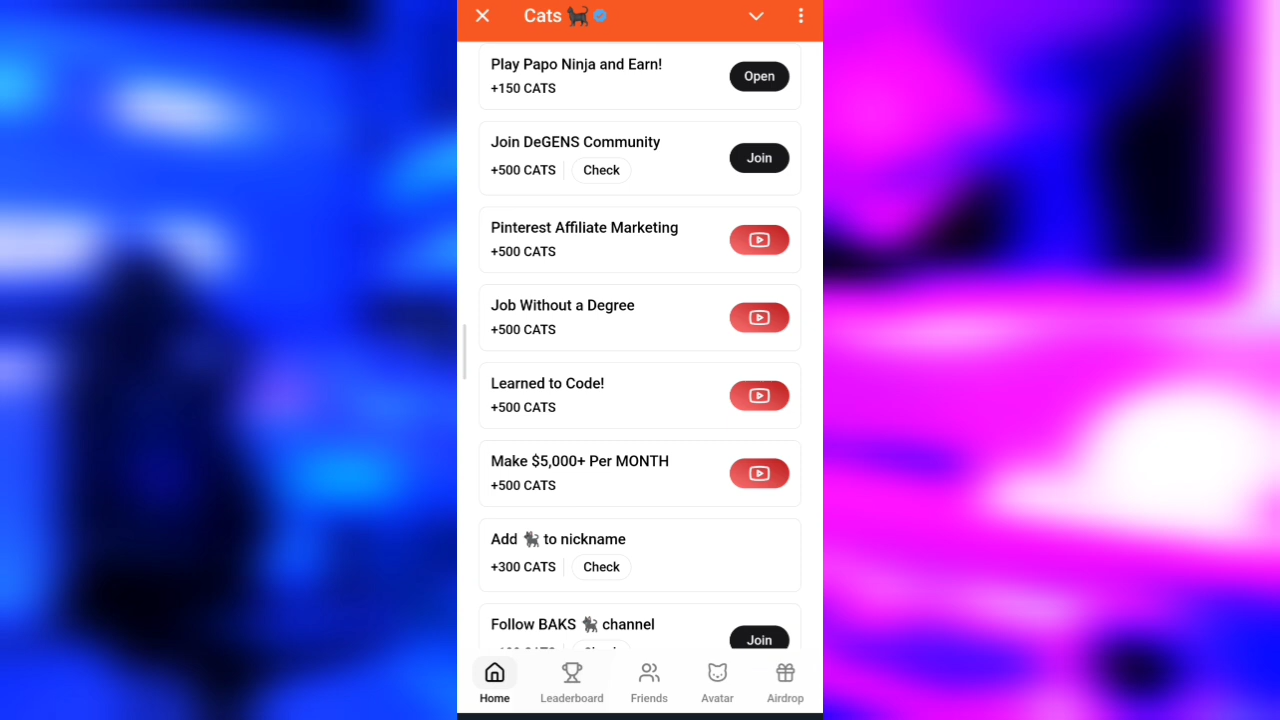 Cats 🐈‍⬛
Play Papo Ninja and Earn!
+150 CATS
Open
Join DeGENS Community
+500 CATS
Check
Join
Pinterest Affiliate Marketing
+500 CATS
Job Without a Degree
+500 CATS
Learned to Code!
+500 CATS
Make $5,000+ Per MONTH
+500 CATS
Add 🐈‍⬛ to nickname
+300 CATS
Check
Follow BAKS 🐈‍⬛ channel
Join
Home
Leaderboard
Friends
Avatar
Airdrop